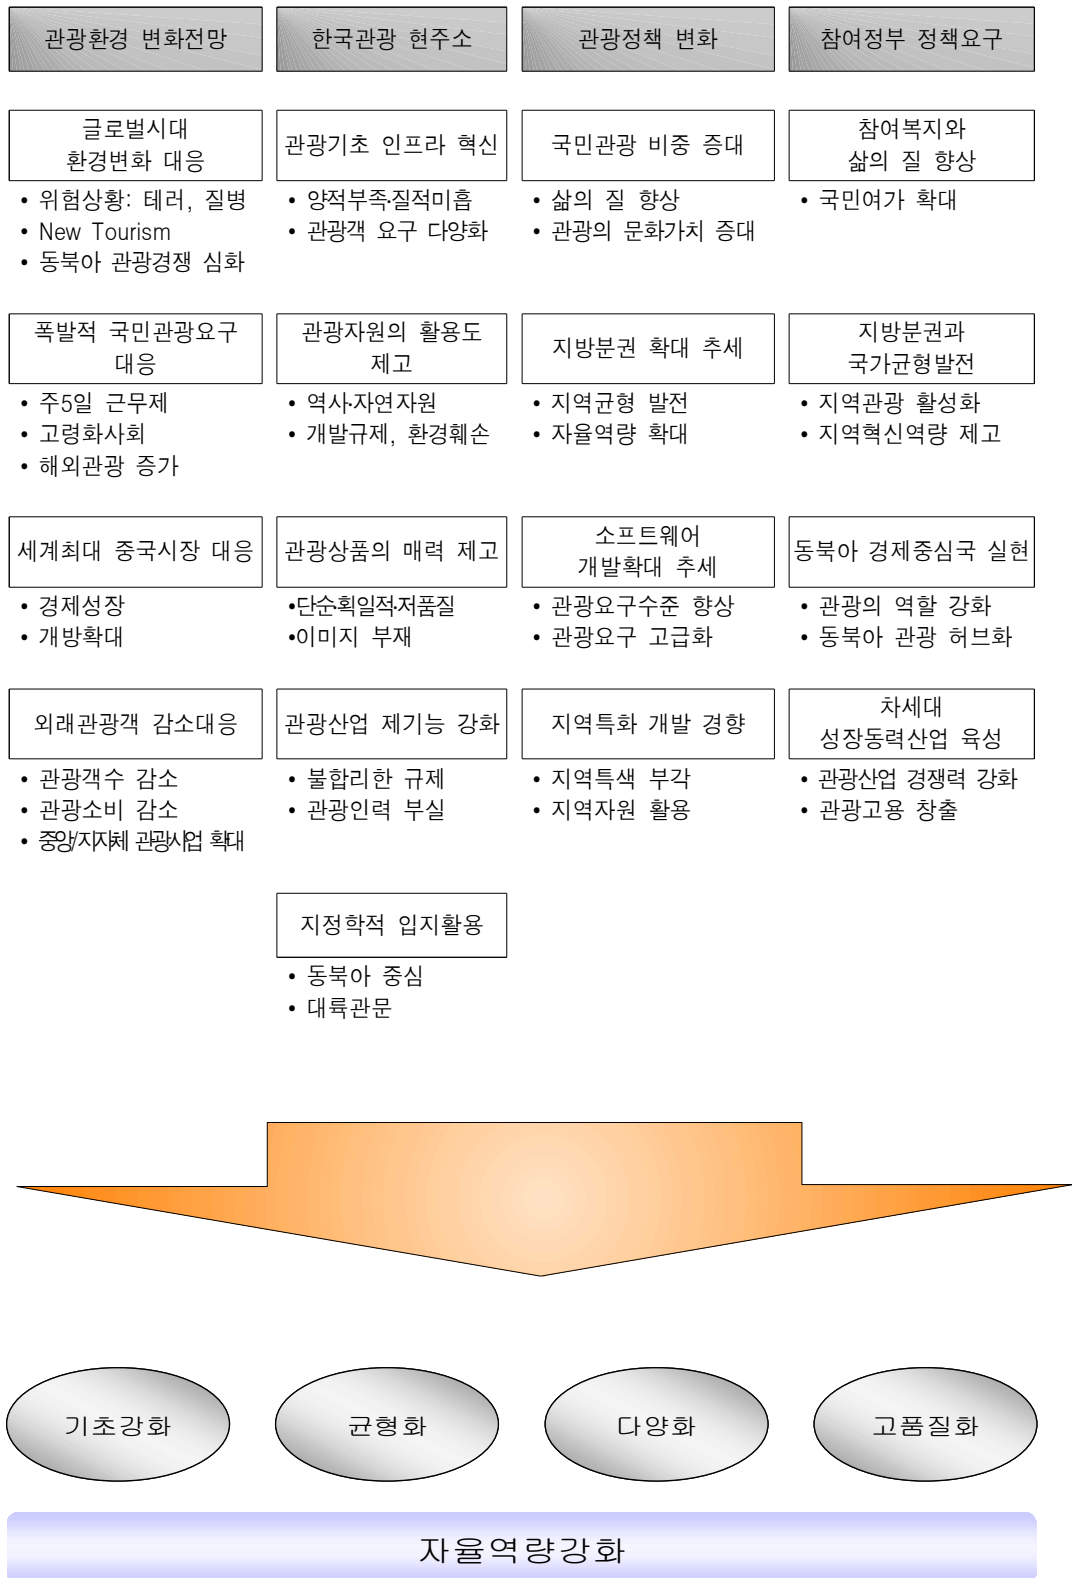 관광환경 변화전망
한국관광 현주소
관광정책 변화
참여정부 정책요구
글로벌시대
환경변화 대응
• 위험상황: 테러, 질병
• New Tourism
• 동북아 관광경쟁 심화
관광기초 인프라 혁신
• 양적부족·질적미흡
• 관광객 요구 다양화
국민관광 비중 증대
• 삶의 질 향상
• 관광의 문화가치 증대
참여복지와
삶의 질 향상
• 국민여가 확대
폭발적 국민관광요구
대응
• 주5일 근무제
• 고령화사회
• 해외관광 증가
관광자원의 활용도
제고
• 역사·자연자원
• 개발규제, 환경훼손
지방분권 확대 추세
• 지역균형 발전
• 자율역량 확대
지방분권과
국가균형발전
• 지역관광 활성화
• 지역혁신역량 제고
세계최대 중국시장 대응
• 경제성장
• 개방확대
관광상품의 매력 제고
•단순·획일적·저품질
•이미지 부재
소프트웨어
개발확대 추세
• 관광요구수준 향상
• 관광요구 고급화
동북아 경제중심국 실현
• 관광의 역할 강화
• 동북아 관광 허브화
외래관광객 감소대응
• 관광객수 감소
• 관광소비 감소
• 중앙/지자체 관광사업 확대
관광산업 제기능 강화
• 불합리한 규제
• 관광인력 부실
지역특화 개발 경향
• 지역특색 부각
• 지역자원 활용
차세대
성장동력산업 육성
• 관광산업 경쟁력 강화
• 관광고용 창출
지정학적 입지활용
• 동북아 중심
• 대륙관문
기초강화
균형화
다양화
고품질화
자율역량강화